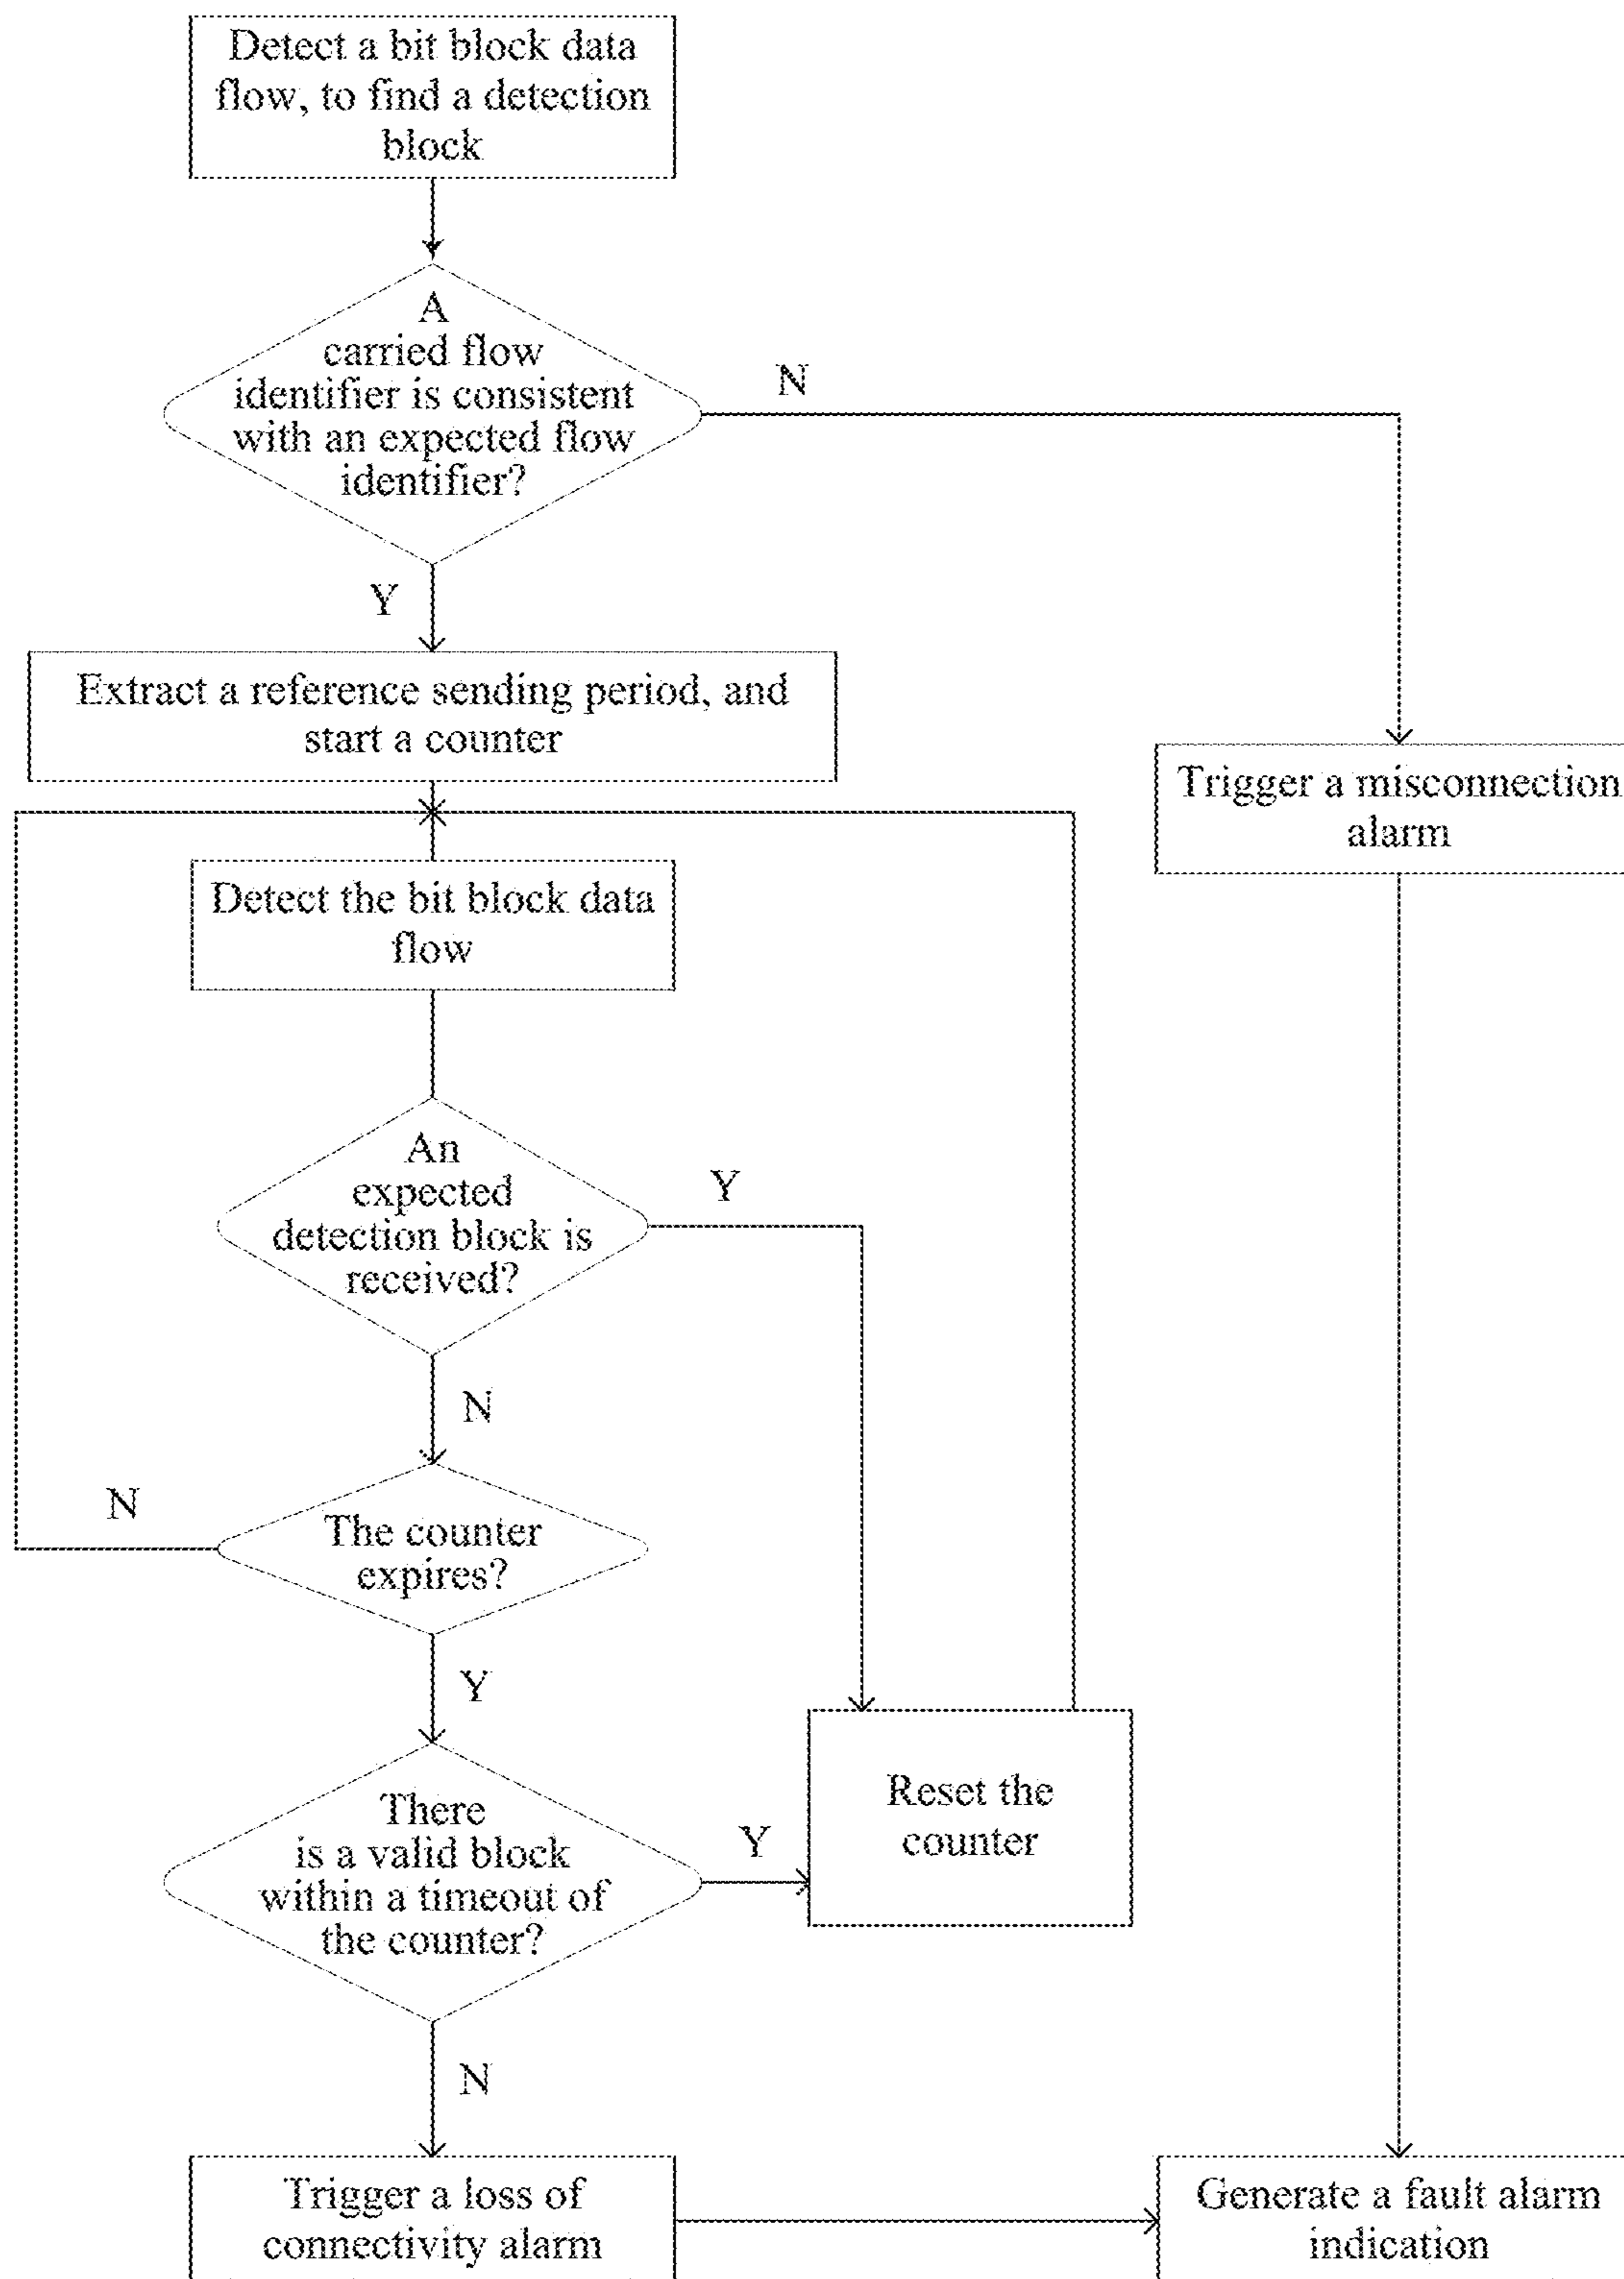 Detect a bit block data
flow, to find a detection
block
A
carried flow
identifier is consistent
with an expected flow
identifier?
N
Y
Extract a reference sending period, and
start a counter
Trigger a misconnection
alarm
Detect the bit block data
flow
An
expected
detection block is
received?
Y
N
N
The counter
expires?
Y
There
is a valid block
within a timeout of
the counter?
Y
Reset the
counter
N
Trigger a loss of
connectivity alarm
Generate a fault alarm
indication